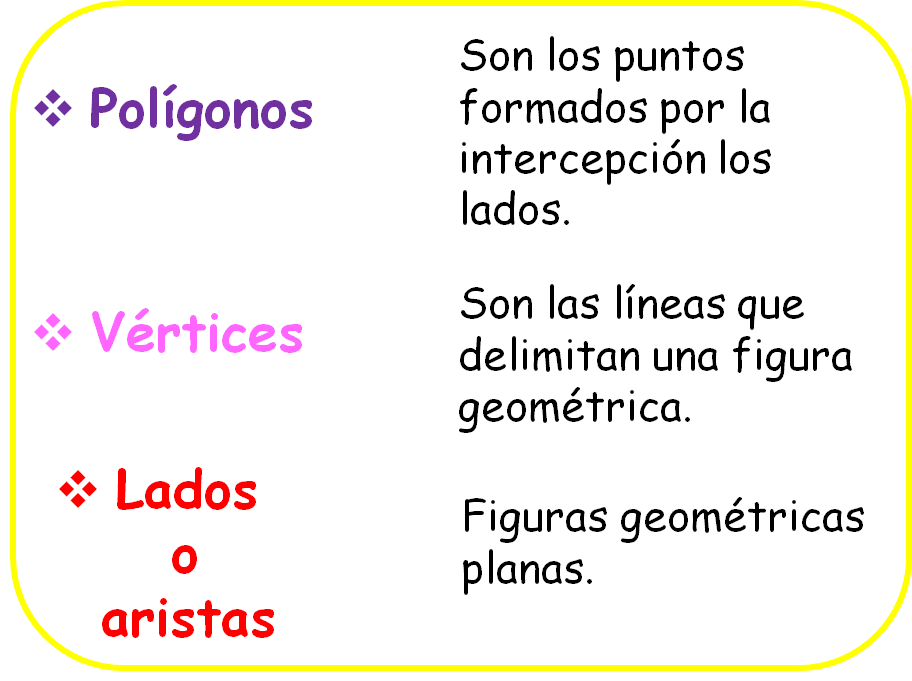 ❖ Polígonos
Son los puntos
formados por la
intercepción los
lados.
❖ Vértices
Son las líneas que
delimitan una figura
geométrica.
❖ Lados
o
aristas
Figuras geométricas
planas.